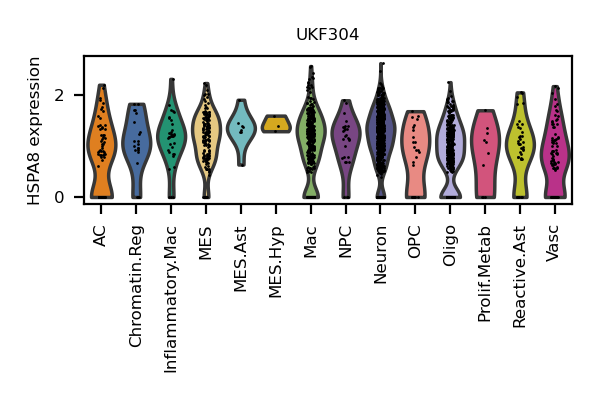 UKF304
HSPA8 expression
2
0
AC
Chromatin.Reg
Inflammatory.Mac
MES
MES.Ast
MES.Hyp
Mac
NPC
Neuron
OPC
Oligo
Prolif.Metab
Reactive.Ast
Vasc